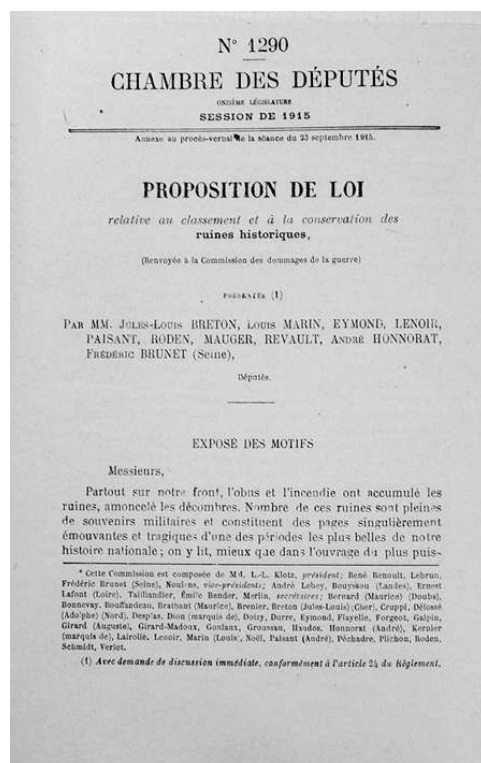 N° 1290
CHAMBRE DES DÉPUTÉS
ONZIÈME LÉGISLATURE
SESSION DE 1915
Annexe au procès-verbal de la séance du 23 septembre 1915.
PROPOSITION DE LOI
relative au classement et à la conservation des
ruines historiques,
(Renvoyée à la Commission des dommages de la guerre)
PRÉSENTÉE (1)
PAR MM. JULES-LOUIS BRETON, LOUIS MARIN, EYMOND, LENOIR,
PAISANT, RODEN, MAUGER, REVAULT, ANDRÉ HONNORAT,
FRÉDÉRIC BRUNET (Seine),
Députés.
EXPOSÉ DES MOTIFS
Messieurs,
Partout sur notre front, l'obus et l'incendie ont accumulé les
ruines, amoncelé les décombres. Nombre de ces ruines sont pleines
de souvenirs militaires et constituent des pages singulièrement
émouvantes et tragiques d'une des périodes les plus belles de notre
histoire nationale ; on y lit, mieux que dans l'ouvrage du plus puis-
* Cette Commission est composée de MM. L.-L. Klotz, président; René Renoult, Lebrun,
Frédéric Brunet (Seine), Noulens, vice-présidents; André Lebey, Bouyssou (Landes), Ernest
Lafont (Loire), Tailliandier, Émile Bender, Merlin, secrétaires; Bernard (Maurice) (Doubs),
Bonnevay, Bouffandeau, Braibant (Maurice), Brenier, Breton (Jules-Louis) (Cher), Cruppi, Défossé
(Adolphe) (Nord), Desplas, Dion (marquis de), Doizy, Durre, Eymond, Flayelle, Forgeot, Galpin,
Girard (Auguste), Girard-Madoux, Goniaux, Groussau, Haudos, Honnorat (André), Kernier
(marquis de), Lairolle, Lenoir, Marin (Louis), Noël, Paisant (André), Péchadre, Plichon, Roden,
Schmidt, Verlot.
(1) Avec demande de discussion immédiate, conformément à l'article 24 du Règlement.